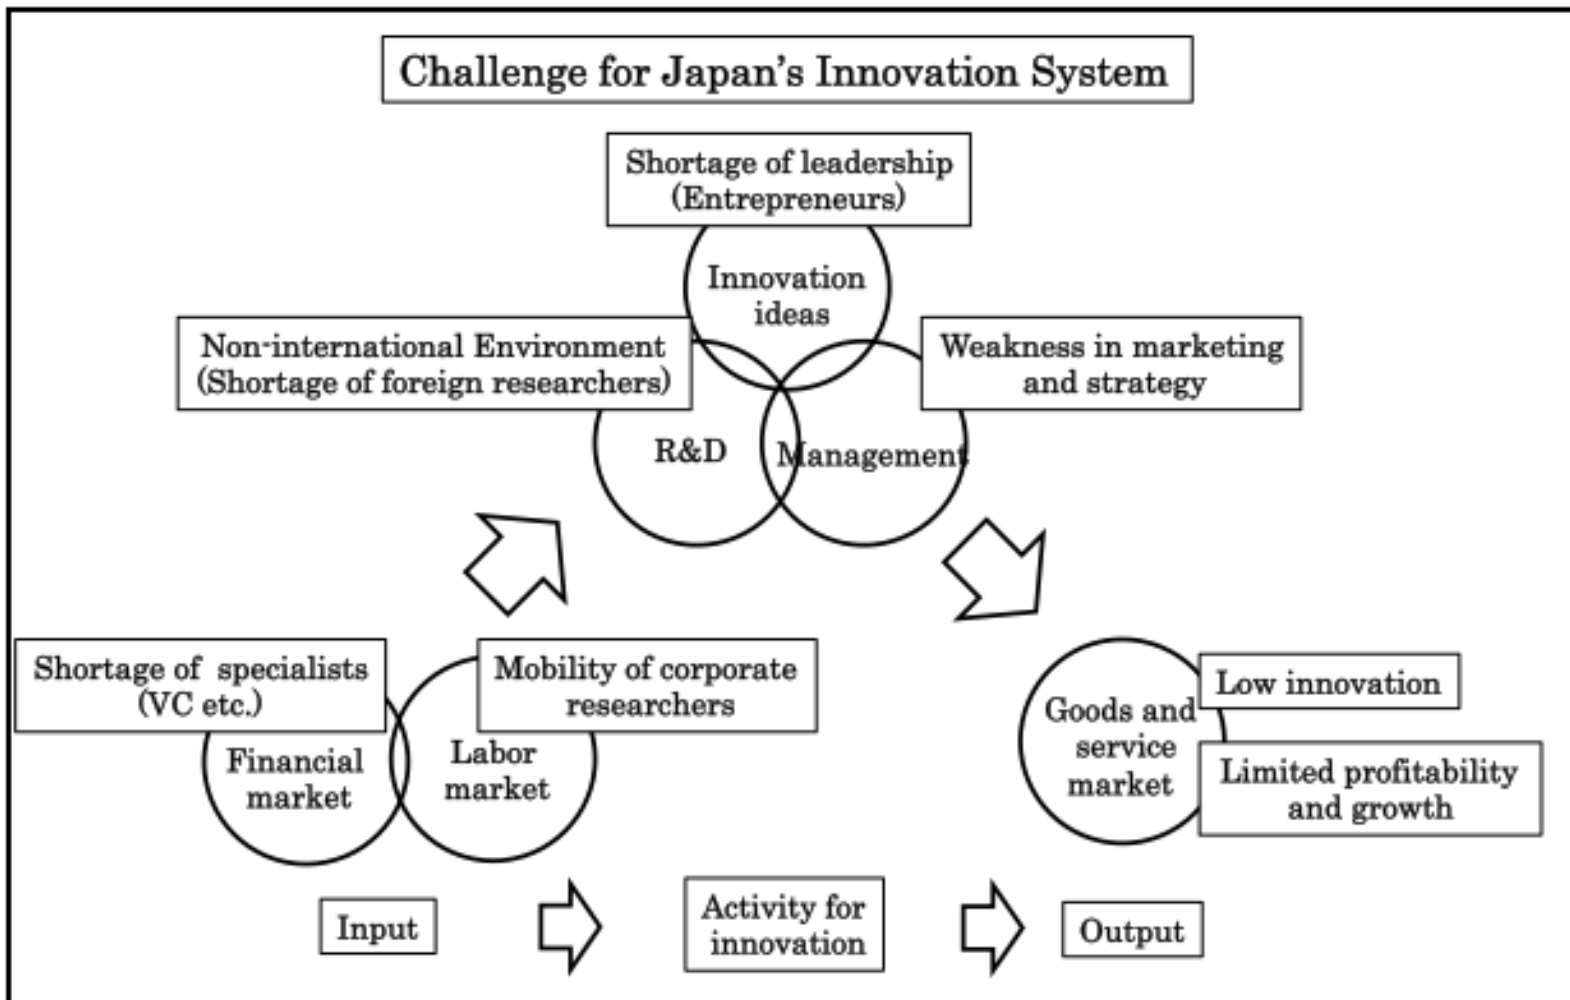 Challenge for Japan's Innovation System
Shortage of leadership
(Entrepreneurs)
Innovation
ideas
Non-international Environment
(Shortage of foreign researchers)
Weakness in marketing
and strategy
R&D
Management
Shortage of specialists
(VC etc.)
Mobility of corporate
researchers
Financial
market
Labor
market
Goods and
service
market
Low innovation
Limited profitability
and growth
Input
Activity for
innovation
Output